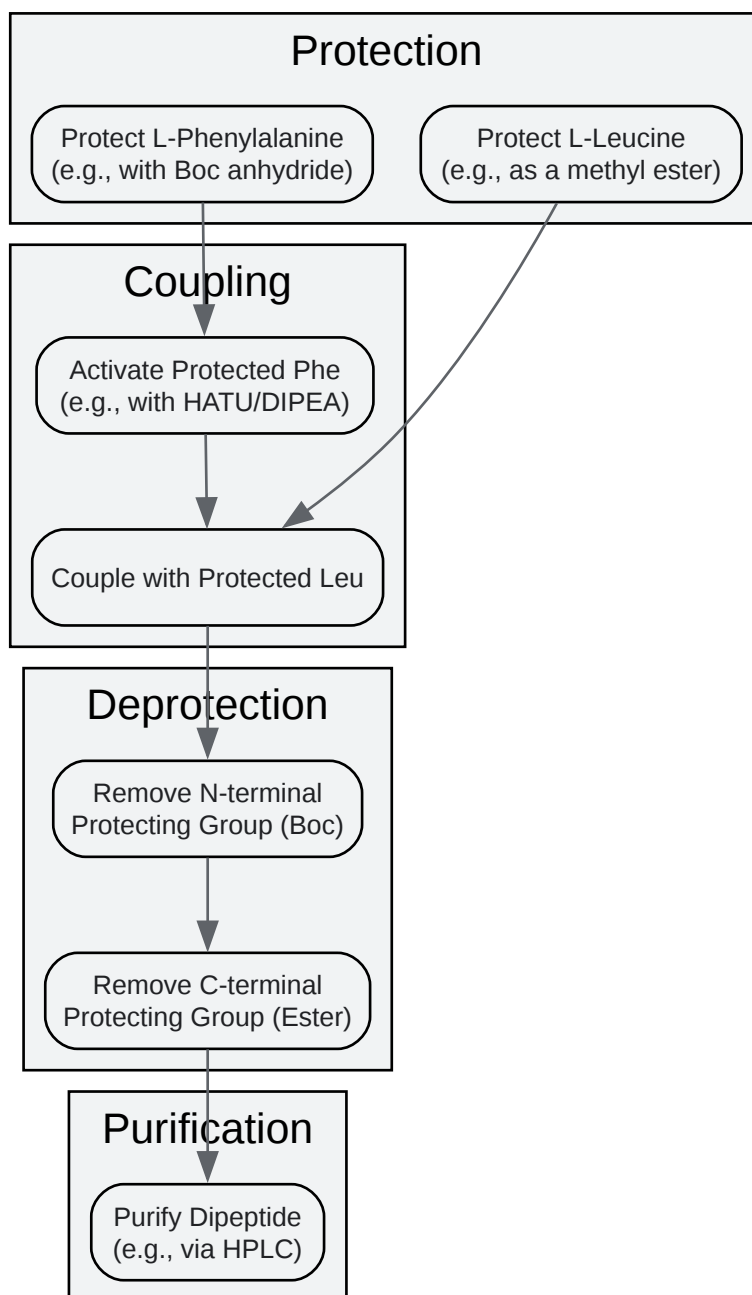 Protection
Protect L-Phenylalanine
(e.g., with Boc anhydride)
Protect L-Leucine
(e.g., as a methyl ester)
Coupling
Activate Protected Phe
(e.g., with HATU/DIPEA)
Couple with Protected Leu
Deprotection
Remove N-terminal
Protecting Group (Boc)
Remove C-terminal
Protecting Group (Ester)
Purification
Purify Dipeptide
(e.g., via HPLC)